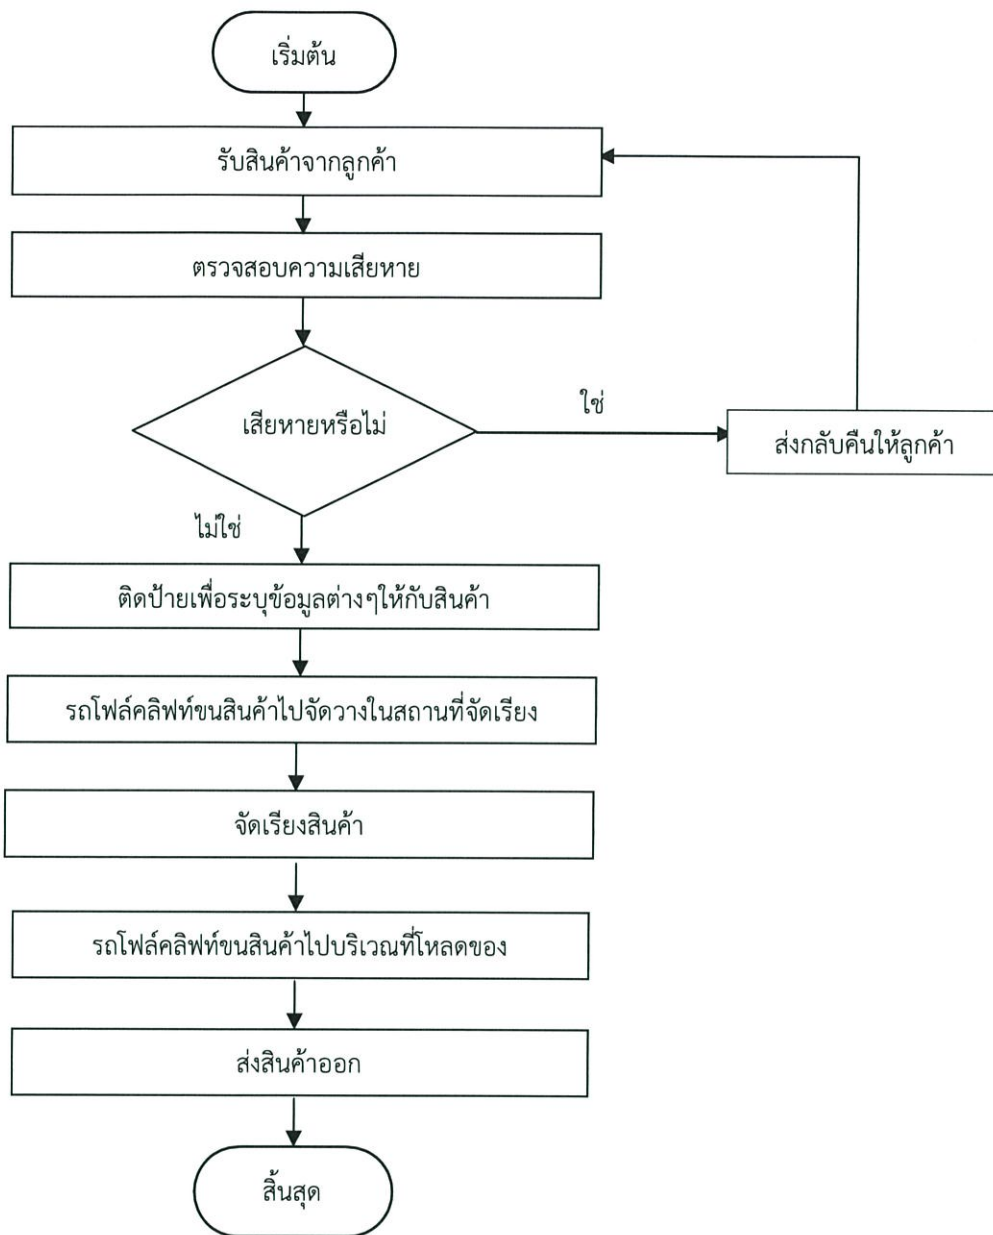 เริ่มต้น
รับสินค้าจากลูกค้า
ตรวจสอบความเสียหาย
เสียหายหรือไม่
ใช่
ส่งกลับคืนให้ลูกค้า
ไม่ใช่
ติดป้ายเพื่อระบุข้อมูลต่างๆให้กับสินค้า
รถโฟล์คลิฟท์ขนสินค้าไปจัดวางในสถานที่จัดเรียง
จัดเรียงสินค้า
รถโฟล์คลิฟท์ขนสินค้าไปบริเวณที่โหลดของ
ส่งสินค้าออก
สิ้นสุด